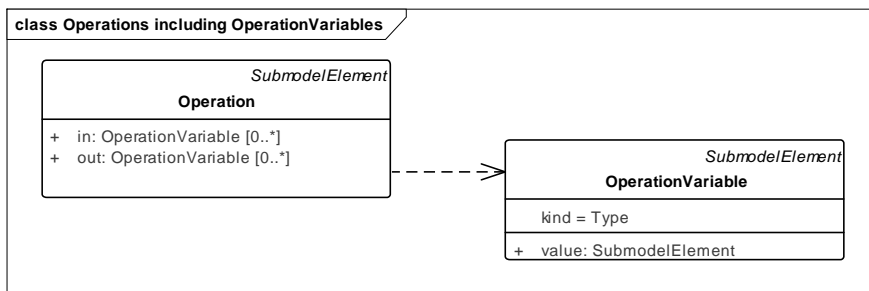 class Operations including OperationVariables
SubmodelElement
Operation
+ in: OperationVariable [0..*]
+ out: OperationVariable [0..*]
SubmodelElement
OperationVariable
kind = Type
+ value: SubmodelElement